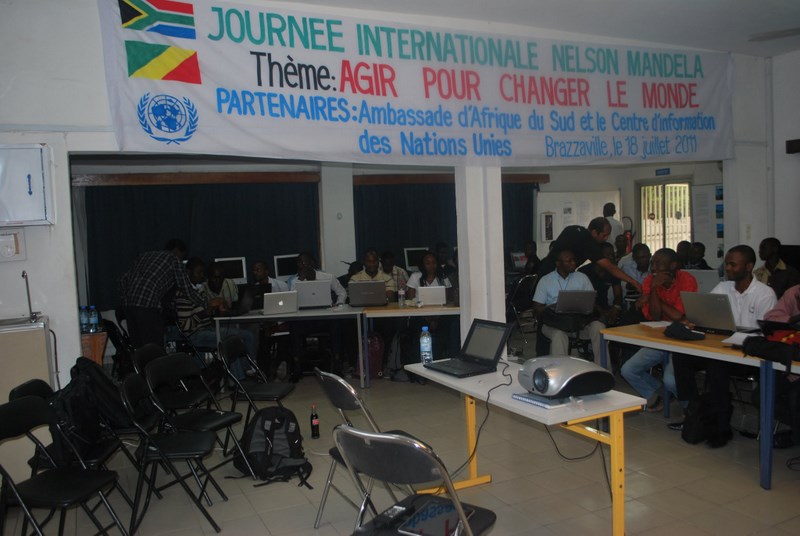 JOURNEE INTERNATIONALE NELSON MANDELA
Thème: AGIR POUR CHANGER LE MONDE
PARTENAIRES: Ambassade d'Afrique du Sud et le Centre d'information
des Nations Unies Brazzaville, le 18 juillet 2011